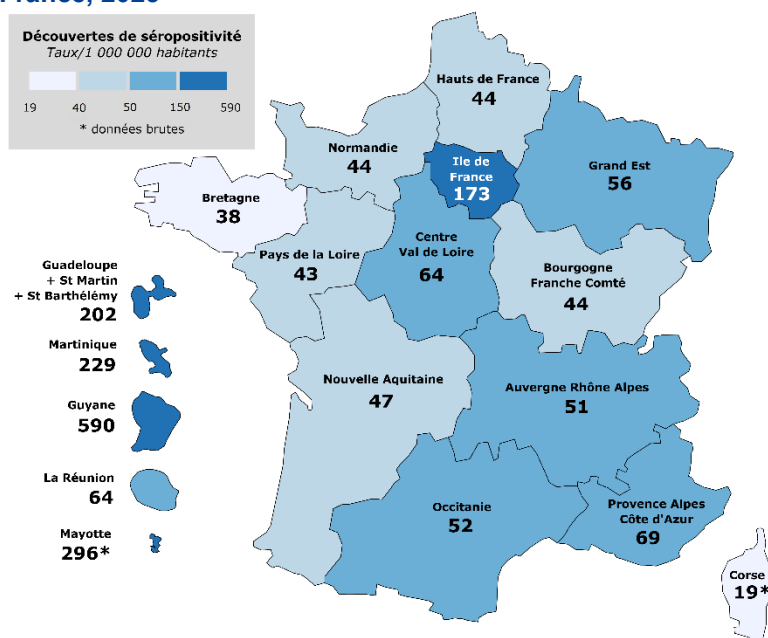 Découvertes de séropositivité
Taux/1 000 000 habitants
19 40 50 150 590
* données brutes
Hauts de France
44
Normandie
44
Ile de
France
173
Grand Est
56
Bretagne
38
Pays de la Loire
43
Centre
Val de Loire
64
Bourgogne
Franche Comté
44
Guadeloupe
+ St Martin
+ St Barthélémy
202
Martinique
229
Guyane
590
La Réunion
64
Mayotte
296*
Nouvelle Aquitaine
47
Auvergne Rhône Alpes
51
Occitanie
52
Provence Alpes
Côte d'Azur
69
Corse
19*